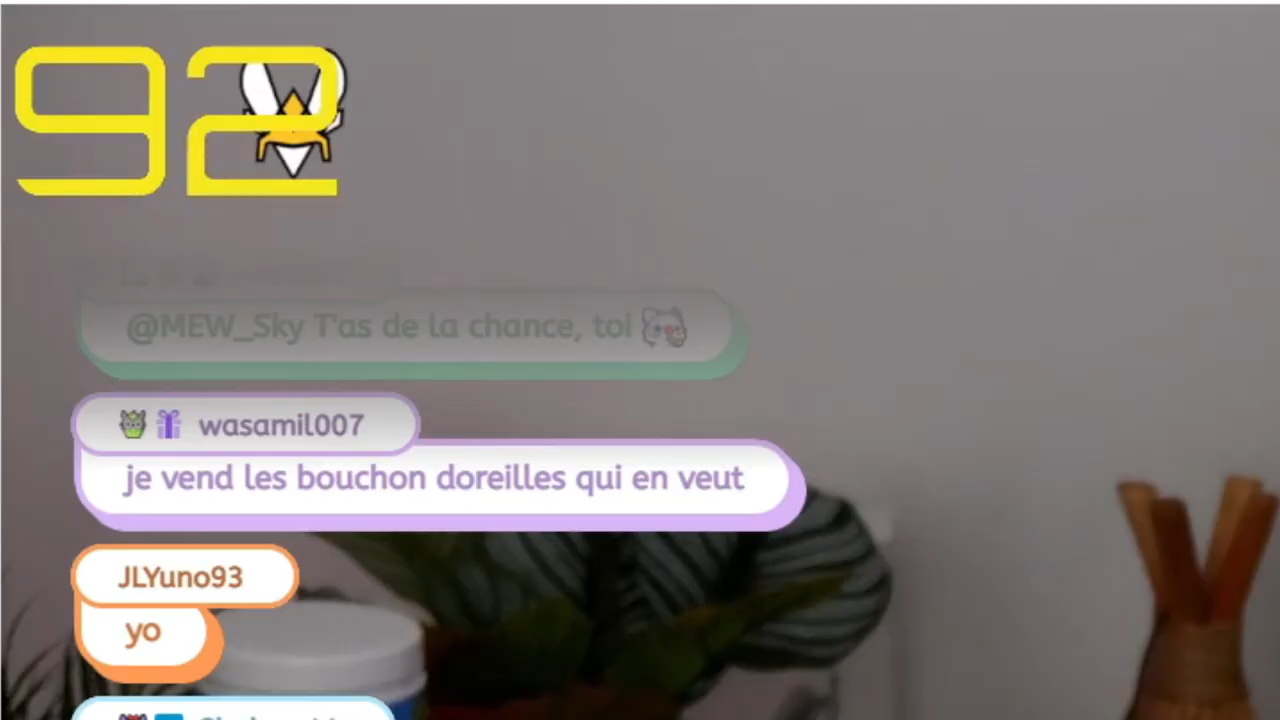 92
@MEW_Sky T'as de la chance, toi
wasamil007
je vend les bouchon doreilles qui en veut
JLYuno93
yo